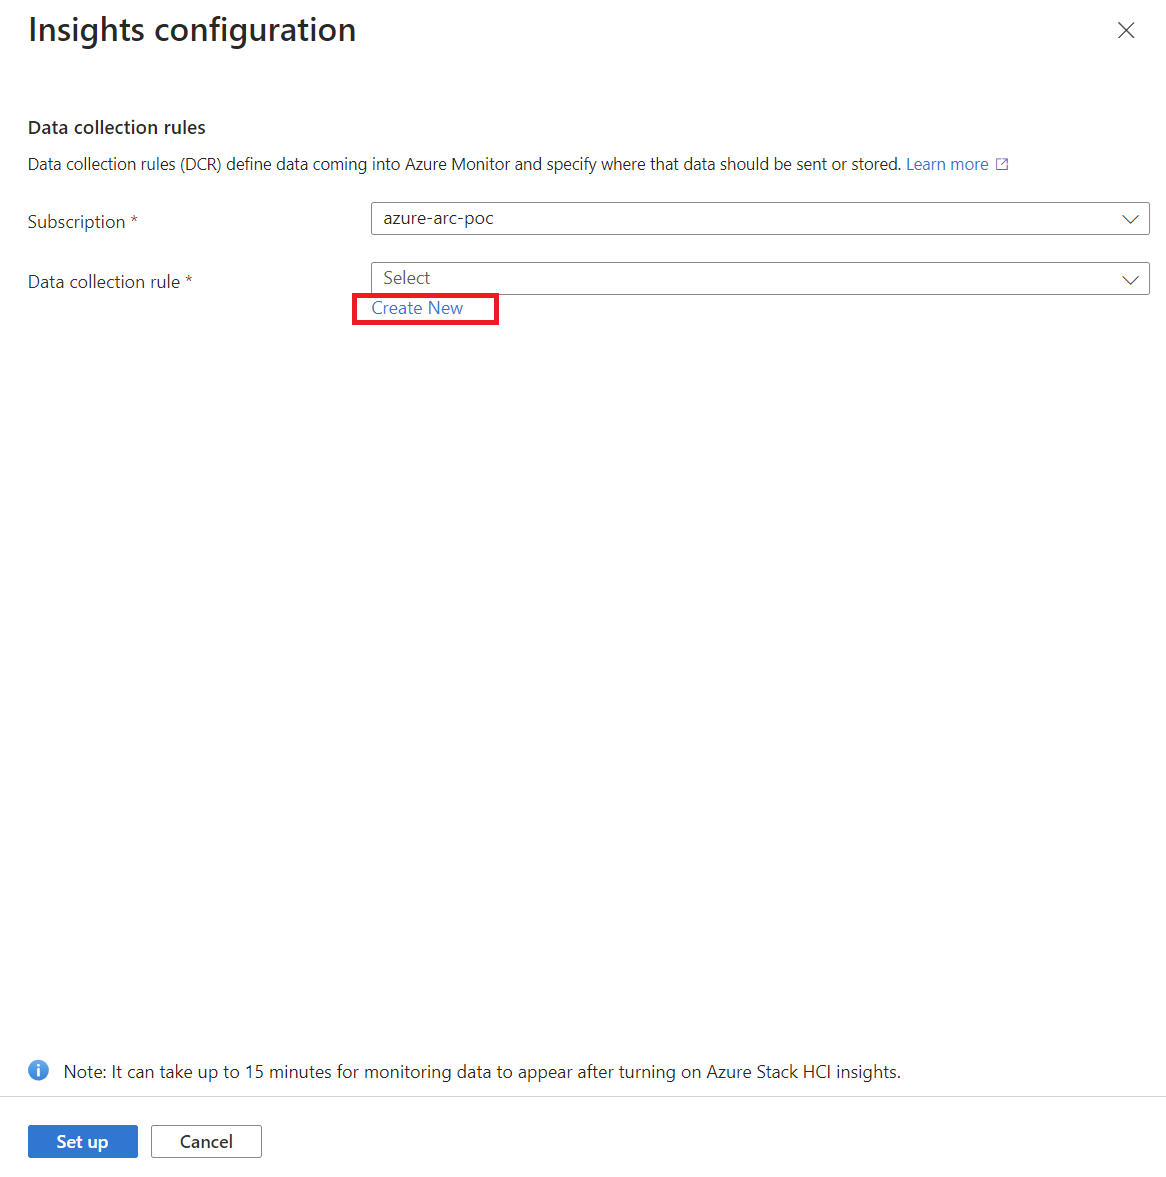 Insights configuration
Data collection rules
Data collection rules (DCR) define data coming into Azure Monitor and specify where that data should be sent or stored. Learn more
Subscription *
azure-arc-poc
Data collection rule *
Select
Create New
Note: It can take up to 15 minutes for monitoring data to appear after turning on Azure Stack HCI insights.
Set up
Cancel